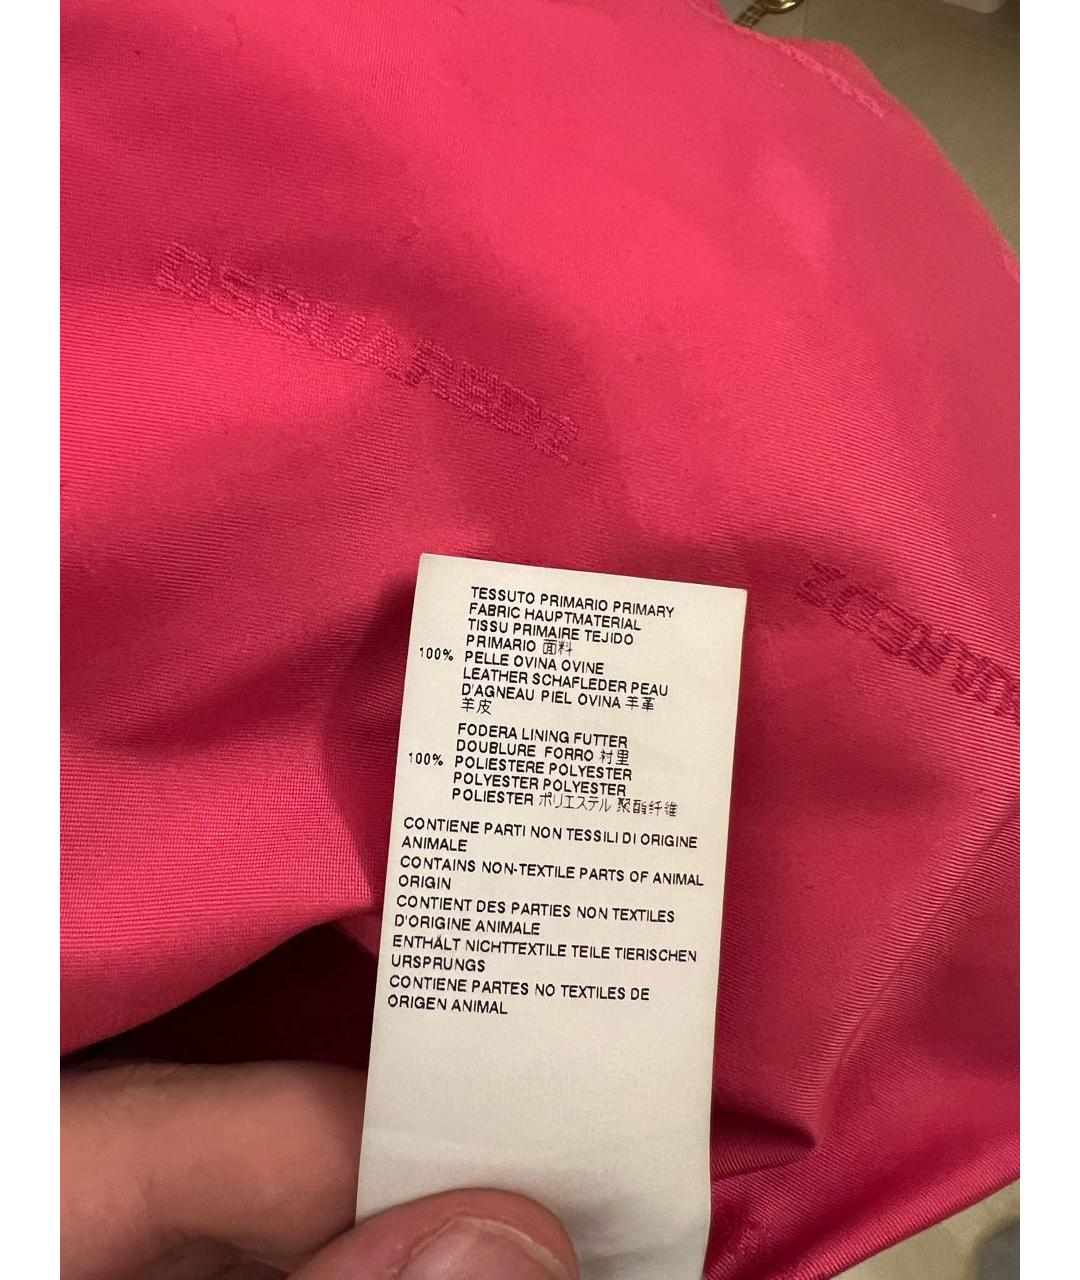 DSQUARED2
TESSUTO PRIMARIO PRIMARY
FABRIC HAUPTMATERIAL
TISSU PRIMAIRE TEJIDO
PRIMARIO 面料
100% PELLE OVINA OVINE
LEATHER SCHAFLEDER PEAU
D'AGNEAU PIEL OVINA 羊革
羊皮
FODERA LINING FUTTER
DOUBLURE FORRO 衬里
100% POLIESTERE POLYESTER
POLYESTER POLYESTER
POLIESTER ポリエステル 聚酯纤维
CONTIENE PARTI NON TESSILI DI ORIGINE
ANIMALE
CONTAINS NON-TEXTILE PARTS OF ANIMAL
ORIGIN
CONTIENT DES PARTIES NON TEXTILES
D'ORIGINE ANIMALE
ENTHÄLT NICHTTEXTILE TEILE TIERISCHEN
URSPRUNGS
CONTIENE PARTES NO TEXTILES DE
ORIGEN ANIMAL